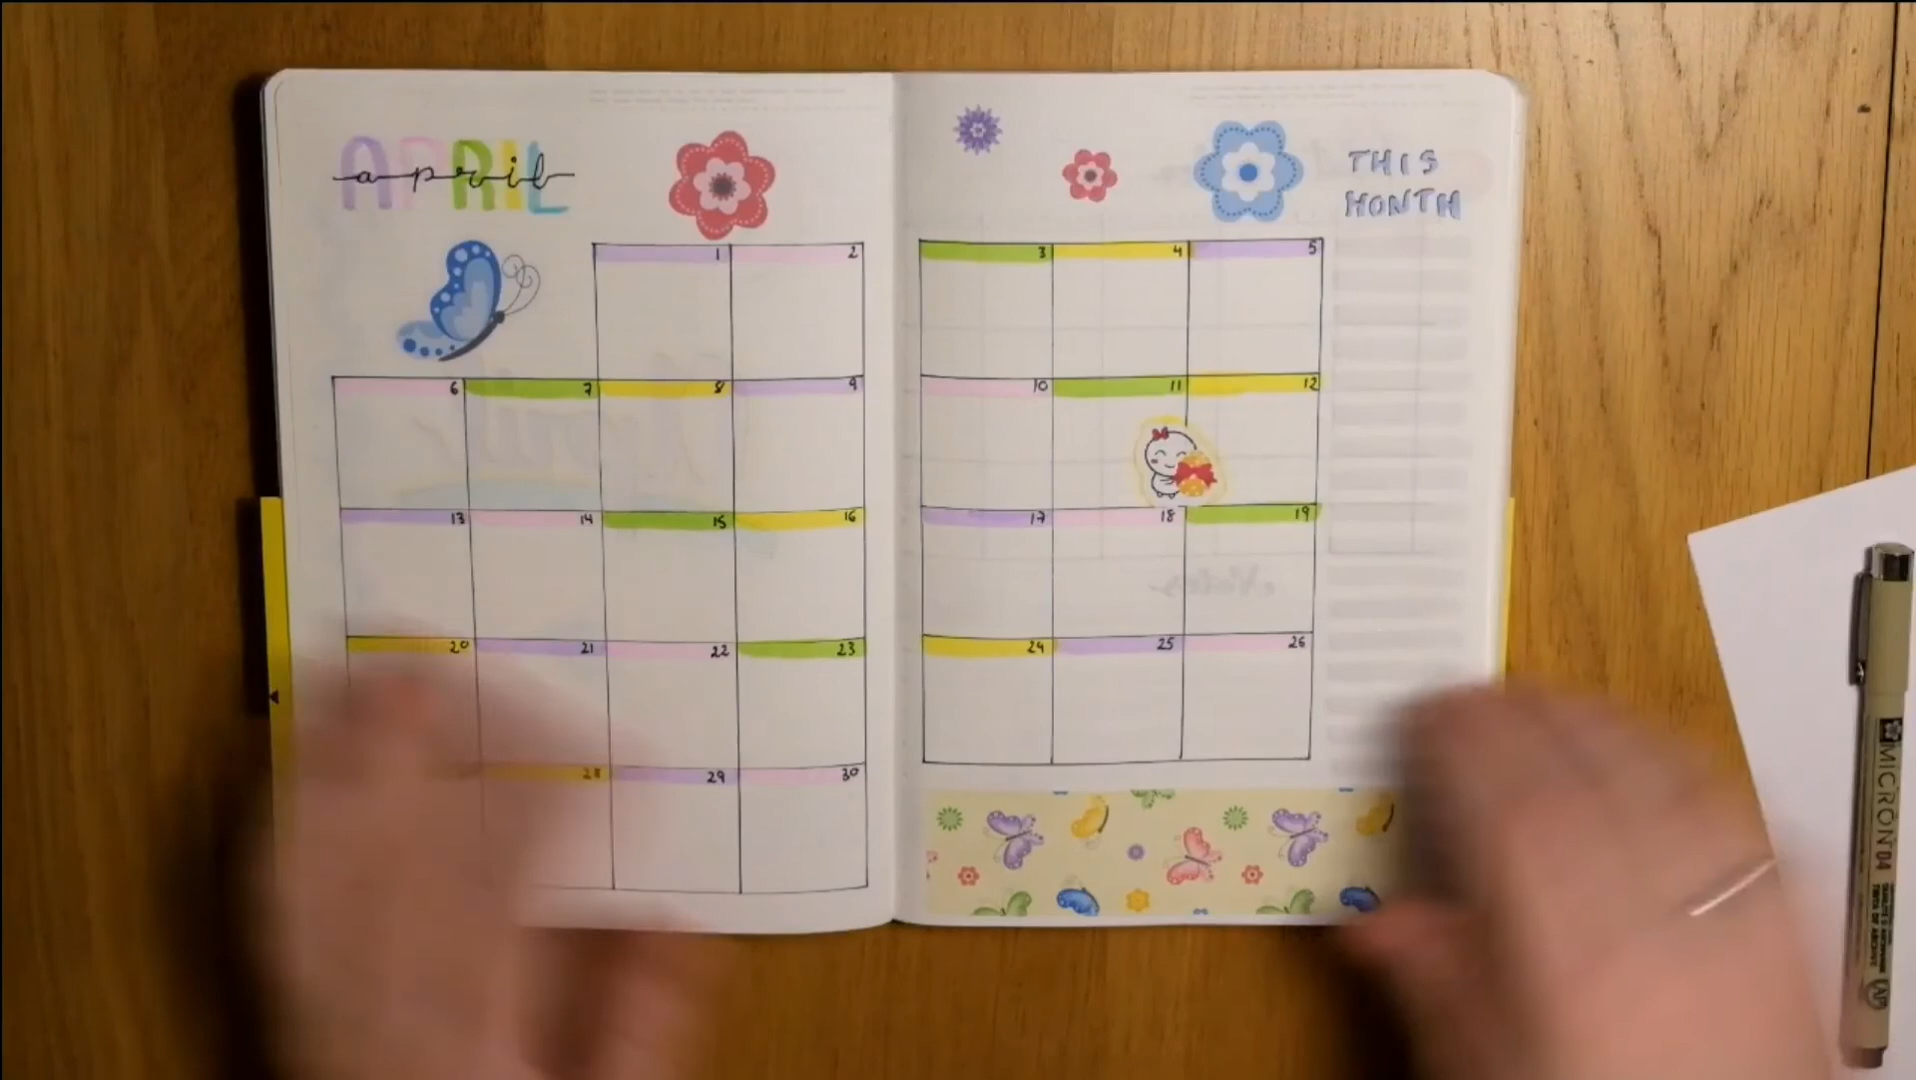 APRIL
april
THIS
MONTH
1 2 3 4 5
6 7 8 9 10 11 12
13 14 15 16 17 18 19
20 21 22 23 24 25 26
28 29 30
Notes
MICRON 04